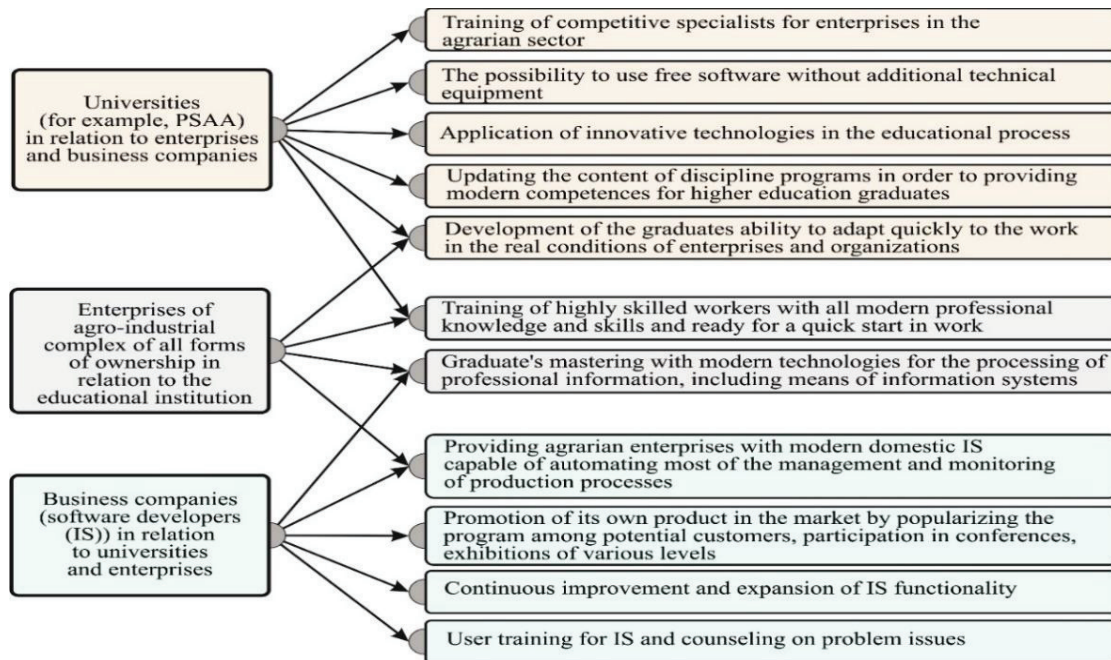 Universities
(for example, PSAA)
in relation to enterprises
and business companies
Enterprises of
agro-industrial
complex of all forms
of ownership in
relation to the
educational institution
Business companies
(software developers
(IS)) in relation
to universities
and enterprises
Training of competitive specialists for enterprises in the
agrarian sector
The possibility to use free software without additional technical
equipment
Application of innovative technologies in the educational process
Updating the content of discipline programs in order to providing
modern competences for higher education graduates
Development of the graduates ability to adapt quickly to the work
in the real conditions of enterprises and organizations
Training of highly skilled workers with all modern professional
knowledge and skills and ready for a quick start in work
Graduate's mastering with modern technologies for the processing of
professional information, including means of information systems
Providing agrarian enterprises with modern domestic IS
capable of automating most of the management and monitoring
of production processes
Promotion of its own product in the market by popularizing the
program among potential customers, participation in conferences,
exhibitions of various levels
Continuous improvement and expansion of IS functionality
User training for IS and counseling on problem issues